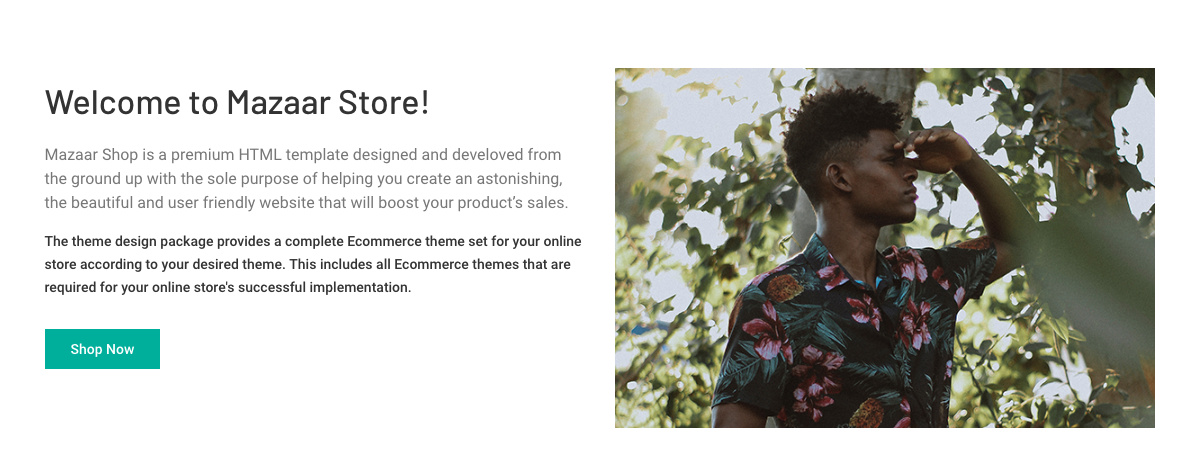 Welcome to Mazaar Store!
Mazaar Shop is a premium HTML template designed and develoved from
the ground up with the sole purpose of helping you create an astonishing,
the beautiful and user friendly website that will boost your product’s sales.
The theme design package provides a complete Ecommerce theme set for your online
store according to your desired theme. This includes all Ecommerce themes that are
required for your online store's successful implementation.
Shop Now